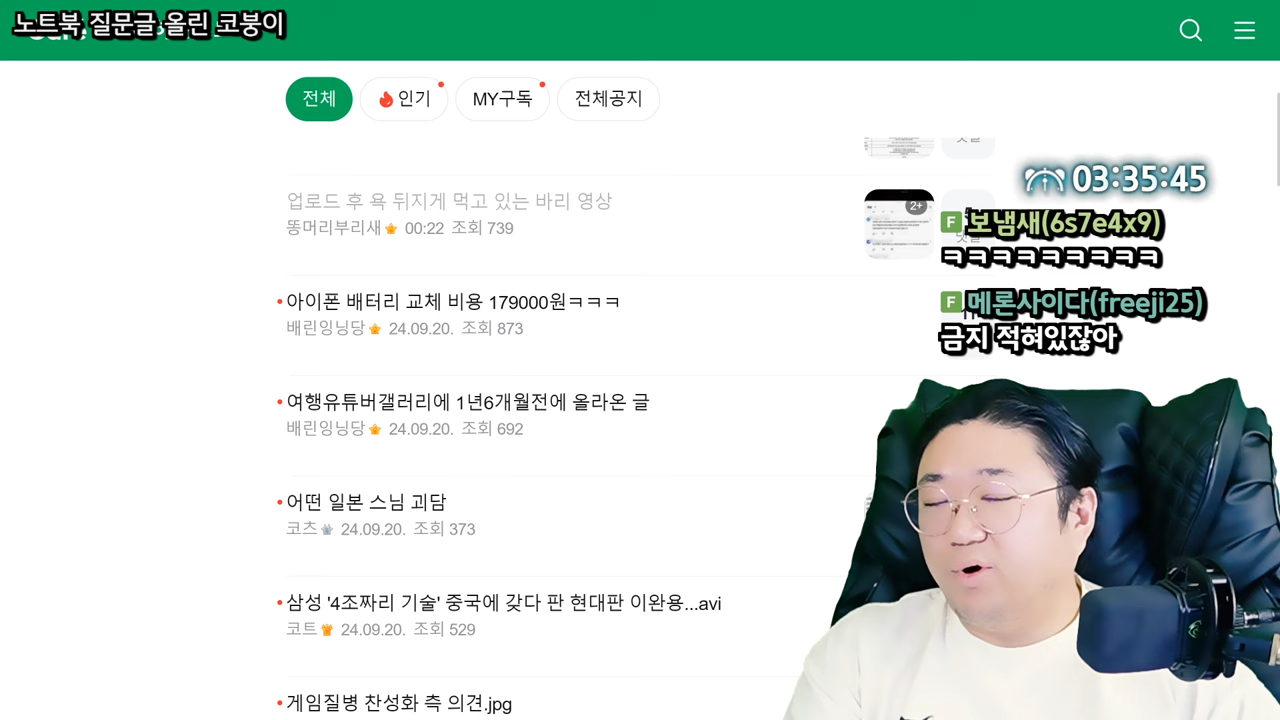 노트북 질문글 올린 코붕이
전체
인기
MY구독
전체공지
업로드 후 욕 뒤지게 먹고 있는 바리 영상
똥머리부리새 00:22 조회 739
2+
아이폰 배터리 교체 비용 179000원ㅋㅋㅋ
배린잉닝당 24.09.20. 조회 873
여행유튜버갤러리에 1년6개월전에 올라온 글
배린잉닝당 24.09.20. 조회 692
어떤 일본 스님 괴담
코츠 24.09.20. 조회 373
삼성 '4조짜리 기술' 중국에 갖다 판 현대판 이완용...avi
코트 24.09.20. 조회 529
게임질병 찬성화 측 의견.jpg
03:35:45
F 보냄새(6s7e4x9)
ㅋㅋㅋㅋㅋㅋㅋㅋㅋ
F 메론사이다(freeji25)
금지 적혀있잖아